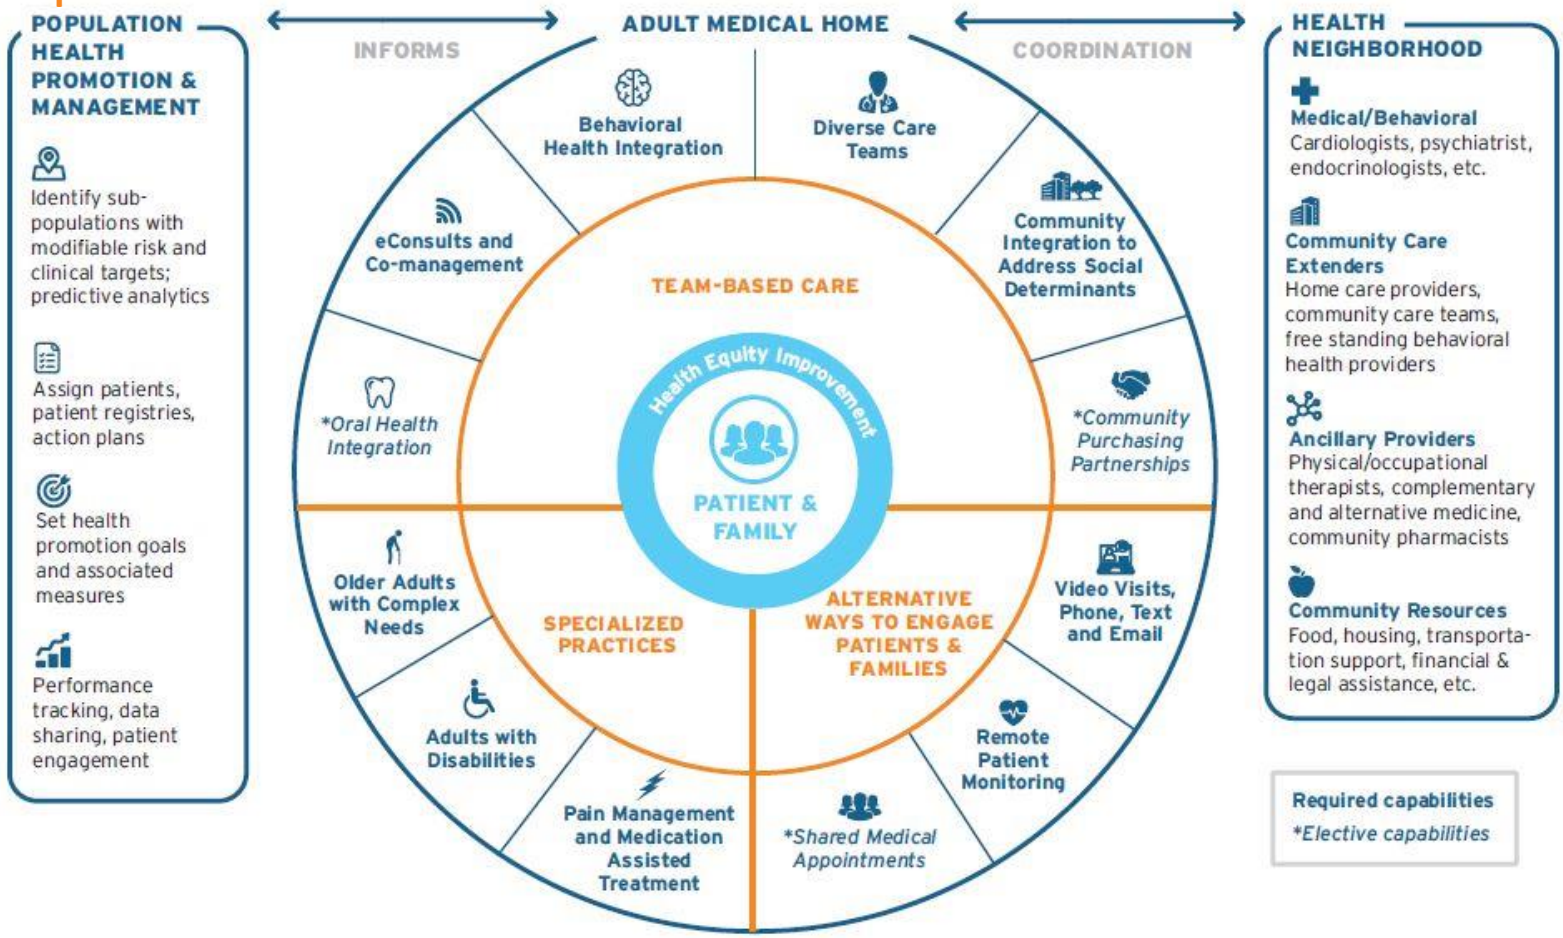 POPULATION
HEALTH
PROMOTION &
MANAGEMENT
Identify sub-
populations with
modifiable risk and
clinical targets;
predictive analytics
Assign patients,
patient registries,
action plans
Set health
promotion goals
and associated
measures
Performance
tracking, data
sharing, patient
engagement
INFORMS
ADULT MEDICAL HOME
COORDINATION
Behavioral
Health Integration
Diverse Care
Teams
eConsults and
Co-management
Community
Integration to
Address Social
Determinants
*Oral Health
Integration
*Community
Purchasing
Partnerships
TEAM-BASED CARE
Health Equity Improvement
PATIENT &
FAMILY
Older Adults
with Complex
Needs
Adults with
Disabilities
Pain Management
and Medication
Assisted
Treatment
SPECIALIZED
PRACTICES
ALTERNATIVE
WAYS TO ENGAGE
PATIENTS &
FAMILIES
Video Visits,
Phone, Text
and Email
Remote
Patient
Monitoring
*Shared Medical
Appointments
HEALTH
NEIGHBORHOOD
Medical/Behavioral
Cardiologists, psychiatrist,
endocrinologists, etc.
Community Care
Extenders
Home care providers,
community care teams,
free standing behavioral
health providers
Ancillary Providers
Physical/occupational
therapists, complementary
and alternative medicine,
community pharmacists
Community Resources
Food, housing, transporta-
tion support, financial &
legal assistance, etc.
Required capabilities
*Elective capabilities